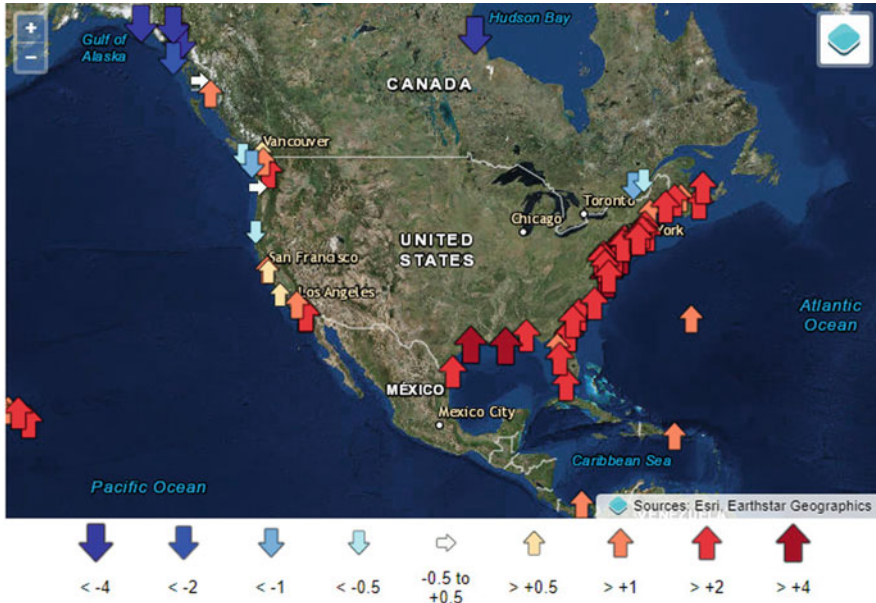 +
−
Hudson Bay
Gulf of
Alaska
CANADA
Vancouver
Toronto
Chicago
York
UNITED
STATES
San Francisco
Los Angeles
Atlantic
Ocean
MÉXICO
Mexico City
Caribbean Sea
Pacific Ocean
Sources: Esri, Earthstar Geographics
VENEZUELA
< -4
< -2
< -1
< -0.5
-0.5 to
+0.5
> +0.5
> +1
> +2
> +4